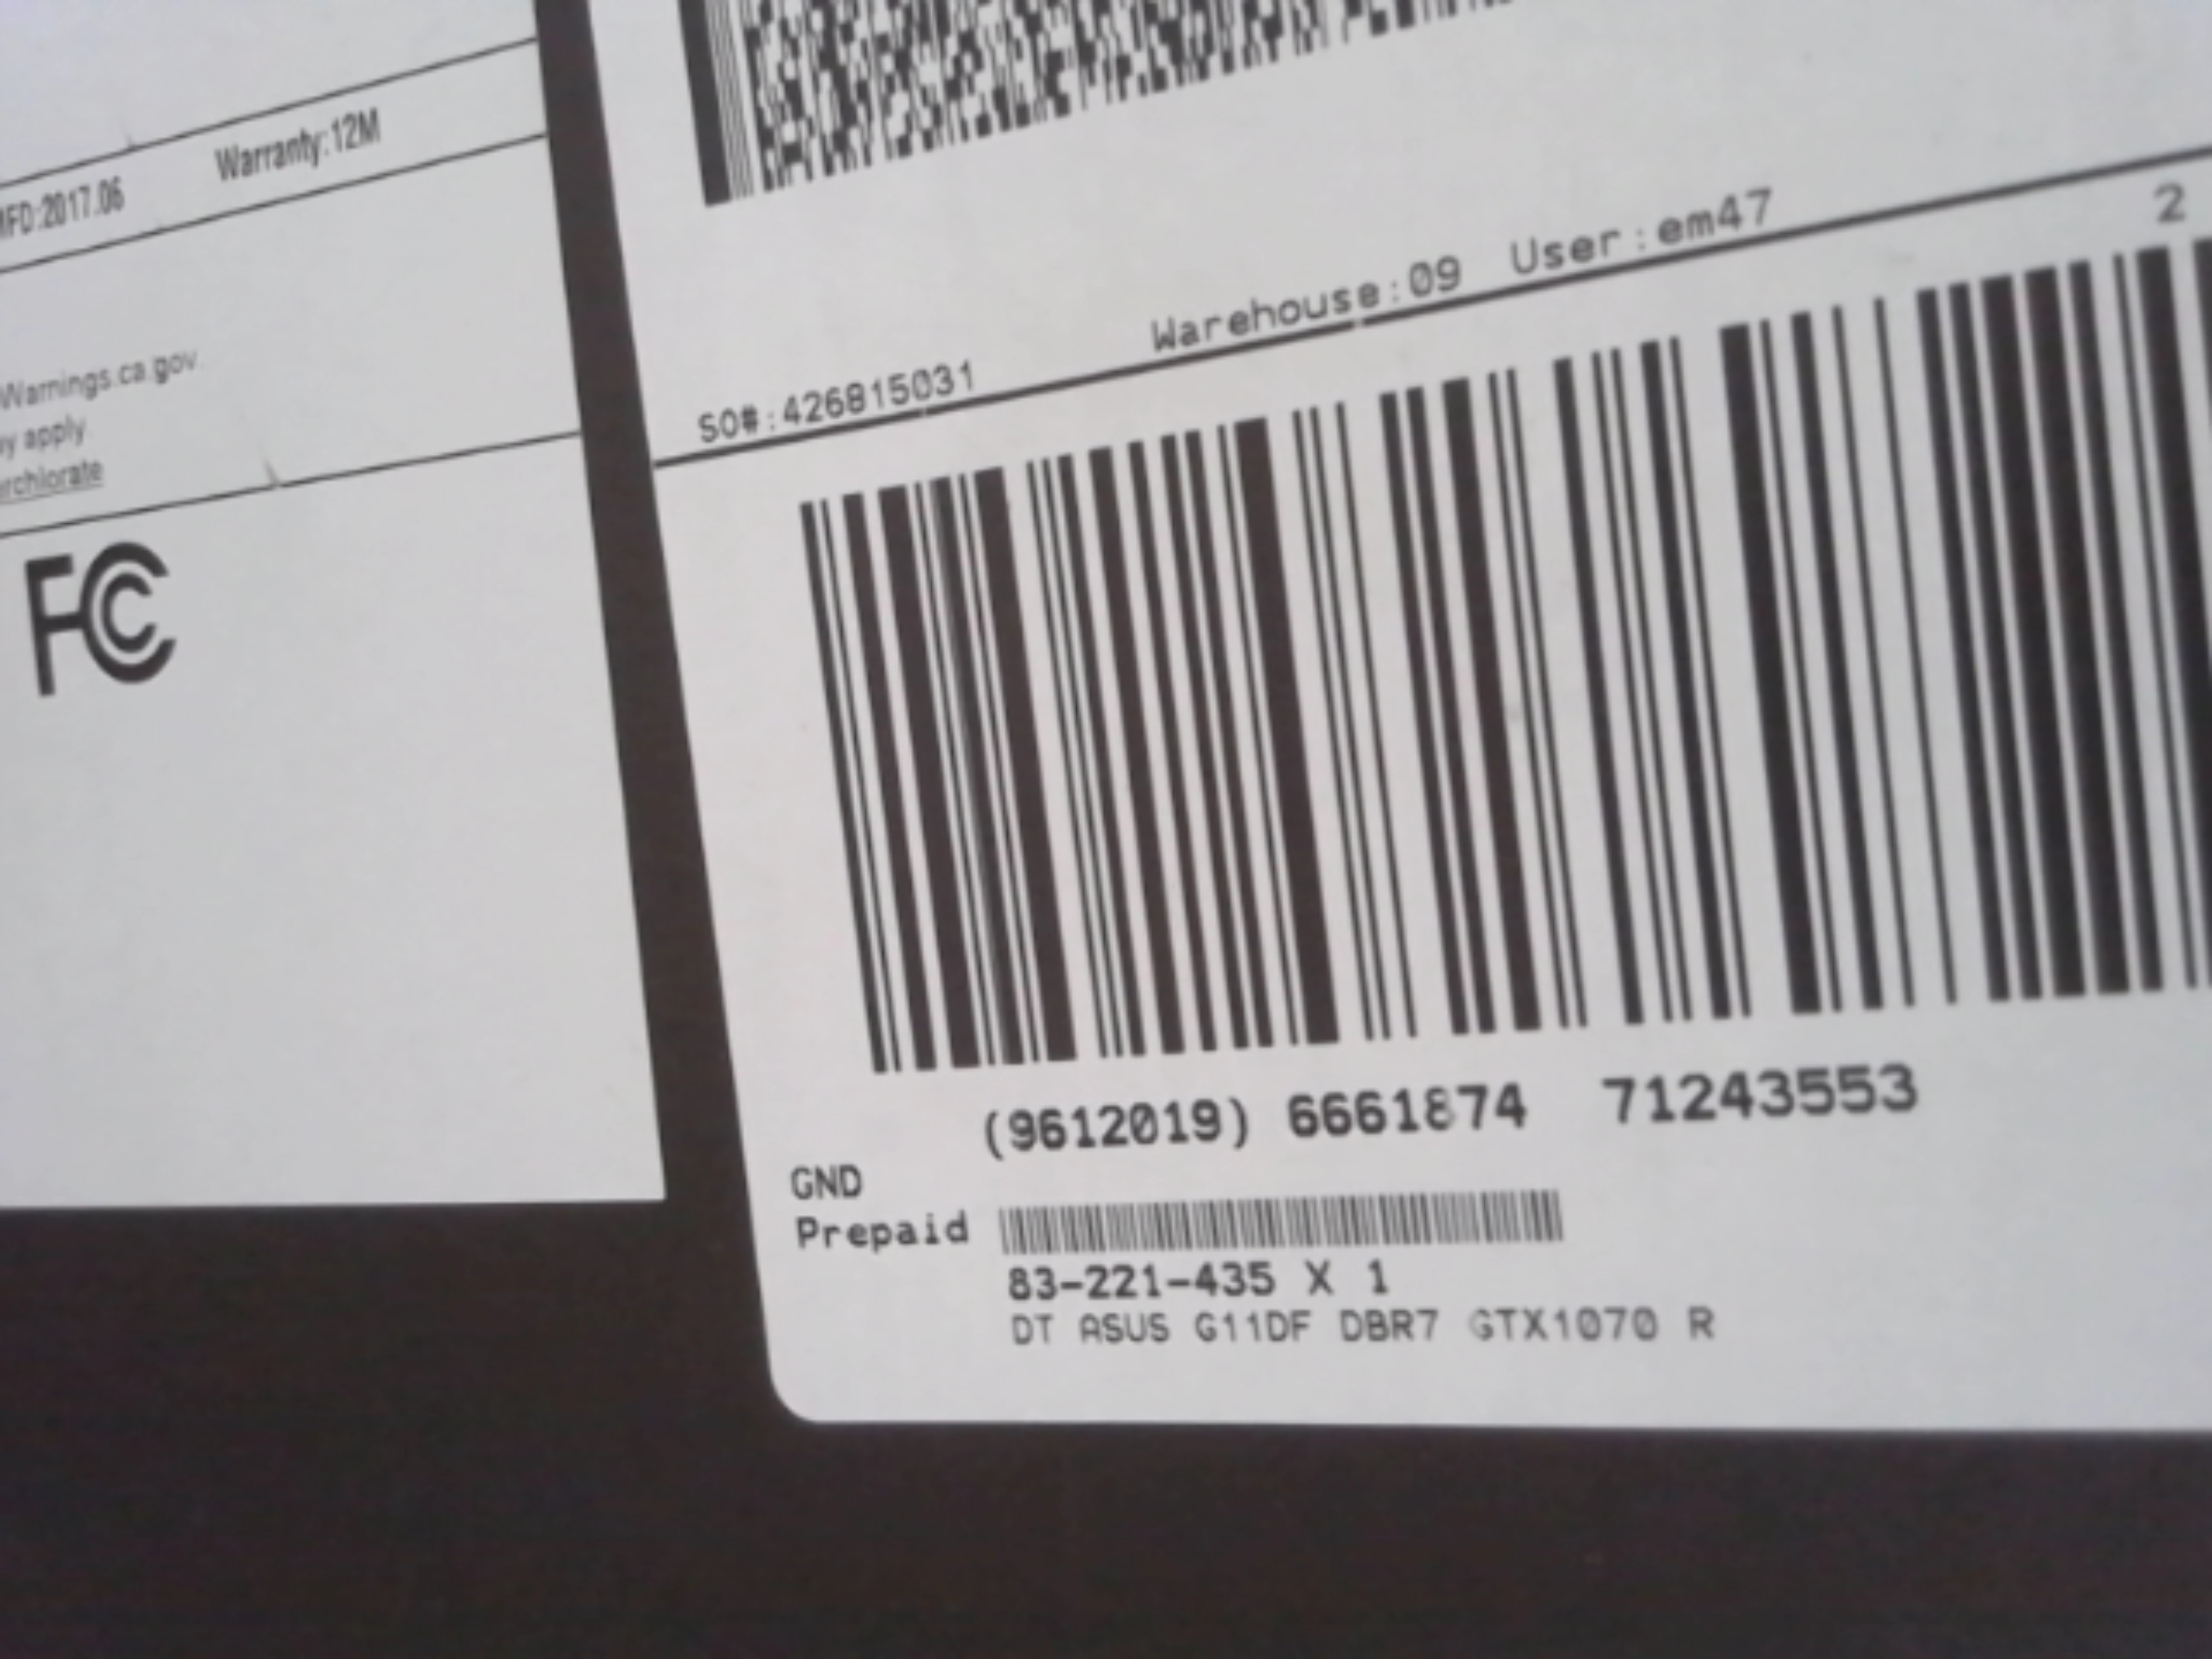 MFD:2017.06 Warranty:12M
Warnings.ca.gov.
apply
FC
SO#:426815031 Warehouse:09 User:em47
2
(9612019) 6661874 71243553
GND
Prepaid
83-221-435 X 1
DT ASUS G11DF DBR7 GTX1070 R